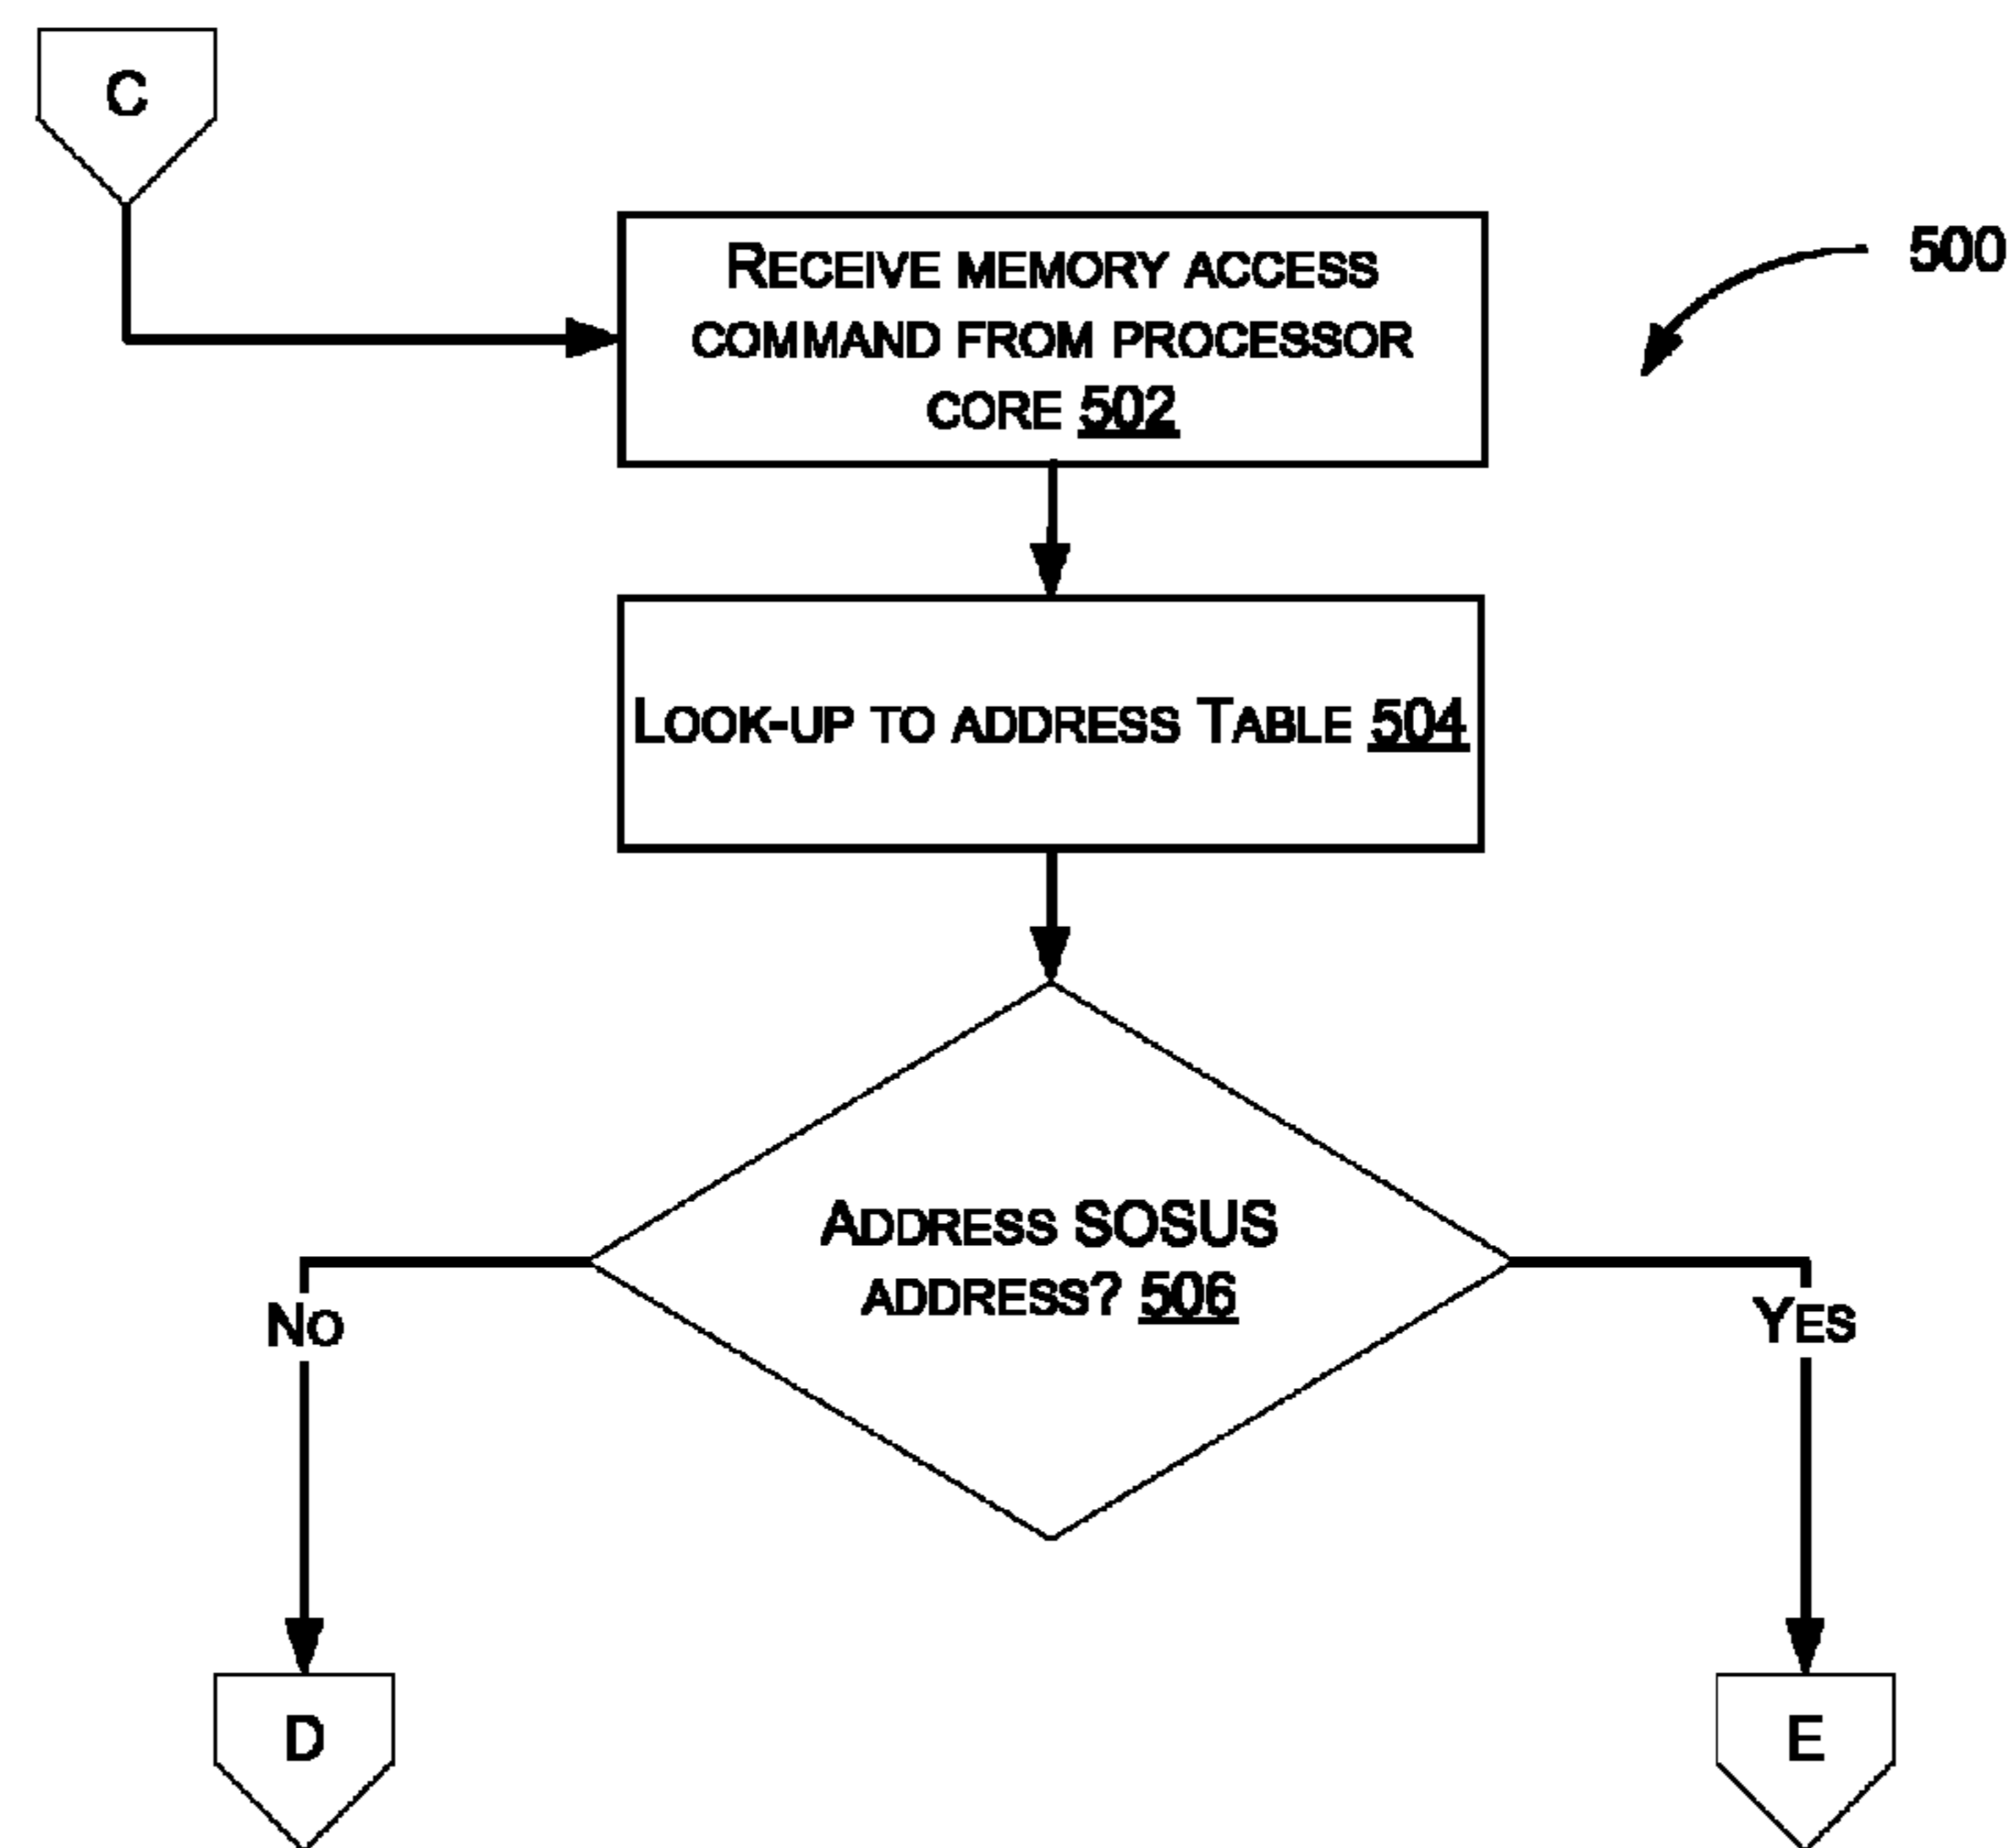 C
500
RECEIVE MEMORY ACCESS
COMMAND FROM PROCESSOR
CORE 502
LOOK-UP TO ADDRESS TABLE 504
ADDRESS SOSUS
ADDRESS? 506
NO
YES
D
E